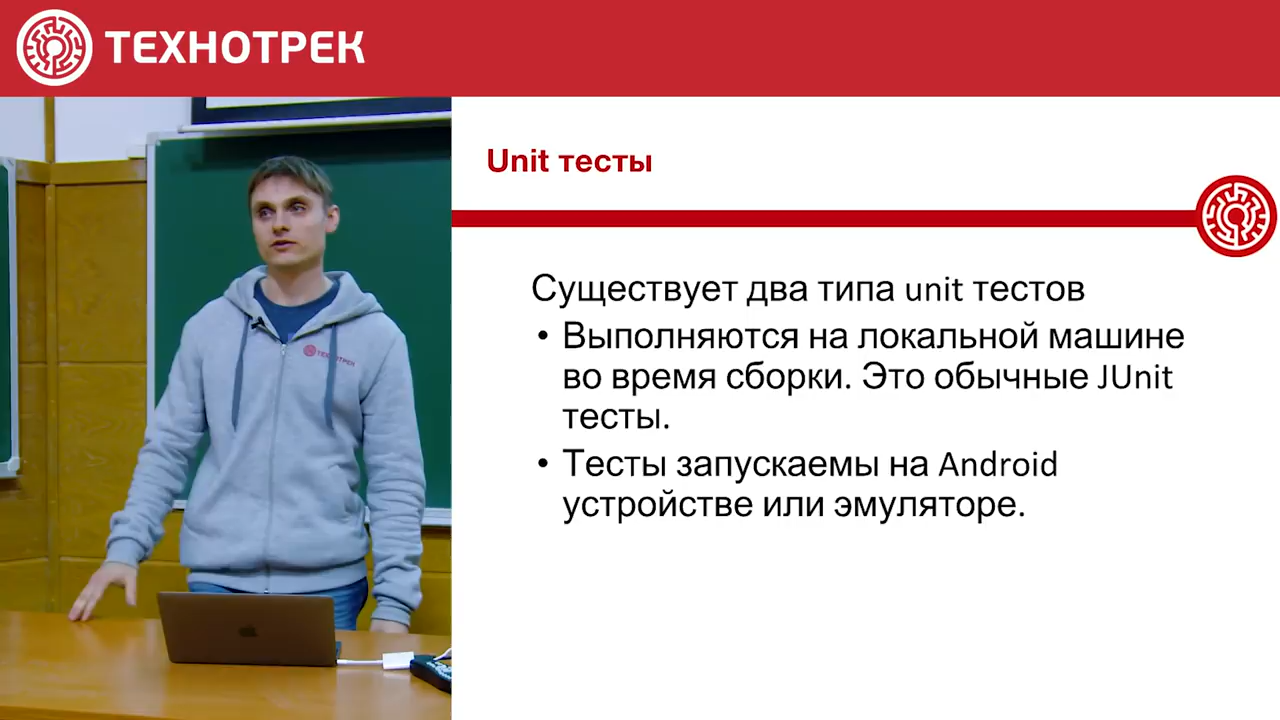 ТЕХНОТРЕК
Unit тесты
Существует два типа unit тестов
• Выполняются на локальной машине
во время сборки. Это обычные JUnit
тесты.
• Тесты запускаемы на Android
устройстве или эмуляторе.
ТЕХНОТРЕК